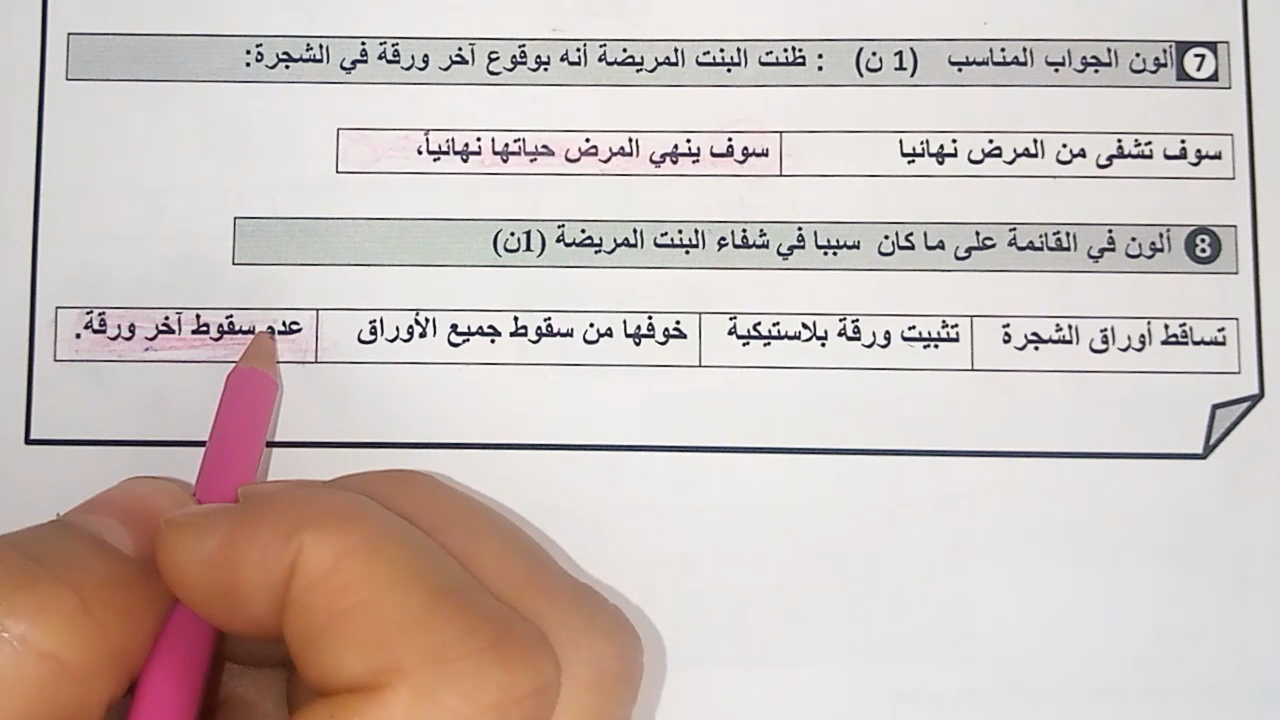 7 ألون الجواب المناسب (1 ن) : ظنت البنت المريضة أنه بوقوع آخر ورقة في الشجرة:
سوف تشفى من المرض نهائيا سوف ينهي المرض حياتها نهائياً،
8 ألون في القائمة على ما كان سببا في شفاء البنت المريضة (1ن)
تساقط أوراق الشجرة تثبيت ورقة بلاستيكية خوفها من سقوط جميع الأوراق عدم سقوط آخر ورقة.